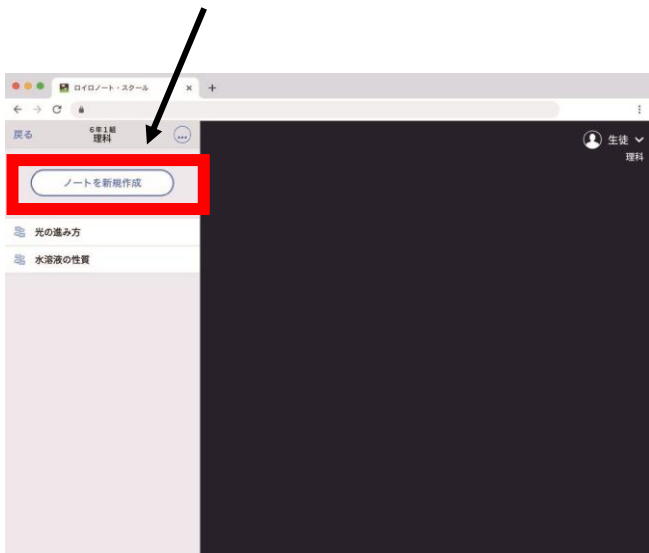 ロイロノート・スクール
戻る
6年1組
理科
ノートを新規作成
光の進み方
水溶液の性質
生徒
理科